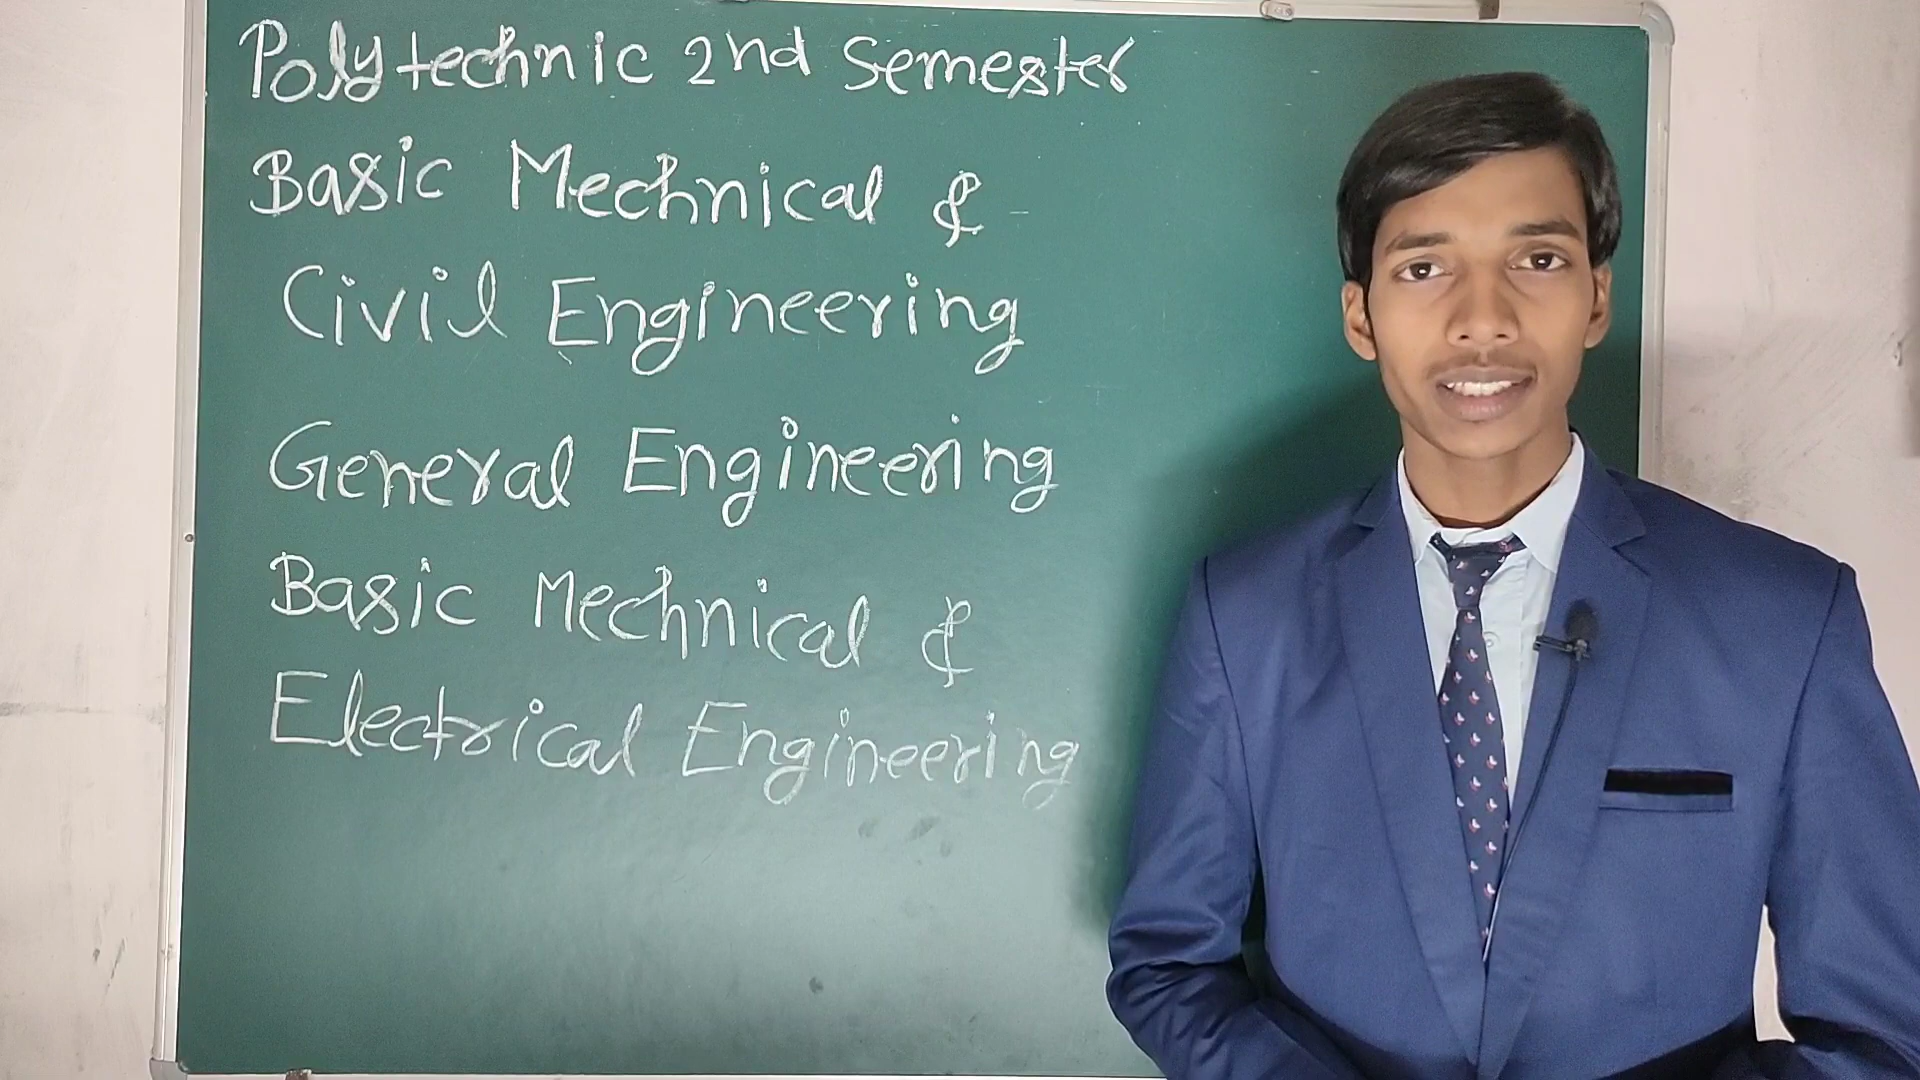 Polytechnic 2nd Semester
Basic Mechnical &
Civil Engineering
General Engineering
Basic Mechnical &
Electrical Engineering